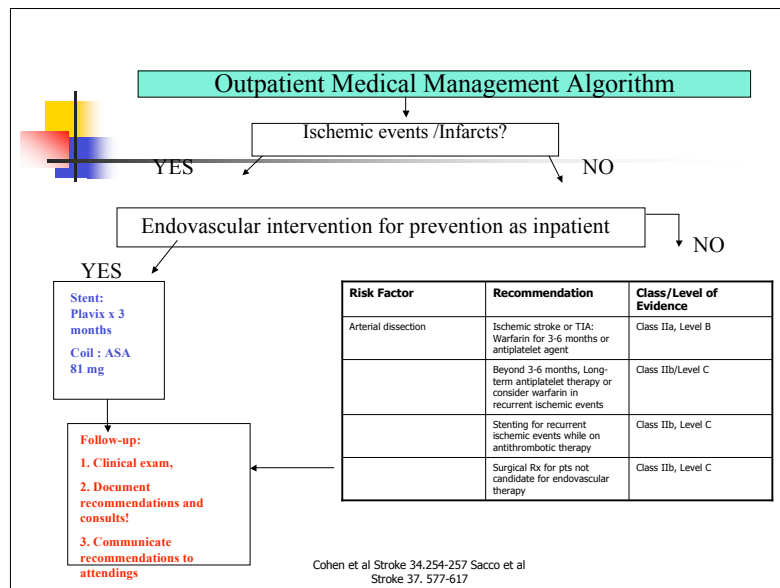 Outpatient Medical Management Algorithm
Ischemic events /Infarcts?
YES
NO
Endovascular intervention for prevention as inpatient
NO
YES
Stent:
Plavix x 3
months
Coil : ASA
81 mg
Risk Factor
Recommendation
Class/Level of
Evidence
Arterial dissection
Ischemic stroke or TIA:
Warfarin for 3-6 months or
antiplatelet agent
Class IIa, Level B
Beyond 3-6 months, Long-
term antiplatelet therapy or
consider warfarin in
recurrent ischemic events
Class IIb/Level C
Stenting for recurrent
ischemic events while on
antithrombotic therapy
Class IIb, Level C
Surgical Rx for pts not
candidate for endovascular
therapy
Class IIb, Level C
Follow-up:
1. Clinical exam,
2. Document
recommendations and
consults!
3. Communicate
recommendations to
attendings
Cohen et al Stroke 34.254-257 Sacco et al
Stroke 37. 577-617